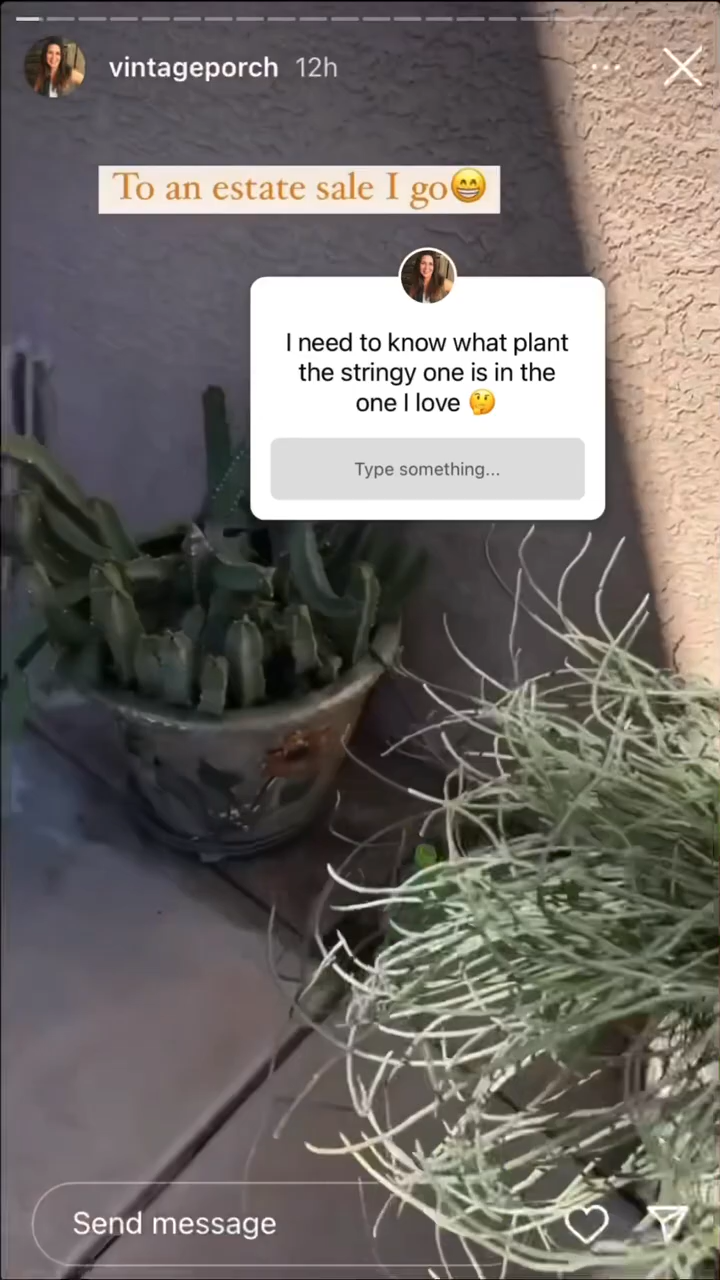 vintageporch 12h
To an estate sale I go😁
I need to know what plant
the stringy one is in the
one I love 🤔
Type something...
Send message